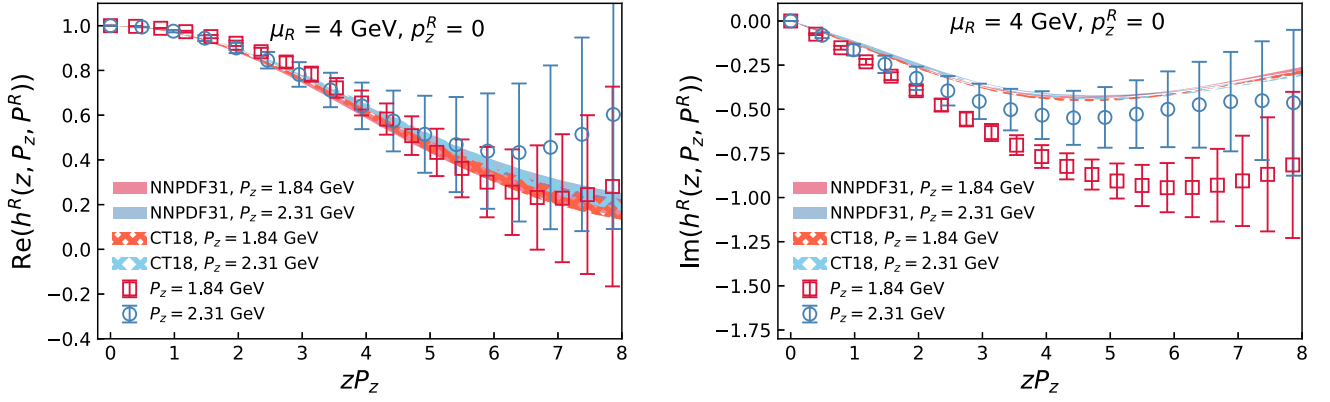 μ_R = 4 GeV, p_z^R = 0
Re(h^R(z, P_z, P^R))
1.0
0.8
0.6
0.4
0.2
0.0
−0.2
−0.4
NNPDF31, P_z = 1.84 GeV
NNPDF31, P_z = 2.31 GeV
CT18, P_z = 1.84 GeV
CT18, P_z = 2.31 GeV
P_z = 1.84 GeV
P_z = 2.31 GeV
0 1 2 3 4 5 6 7 8
zP_z
μ_R = 4 GeV, p_z^R = 0
Im(h^R(z, P_z, P^R))
0.00
−0.25
−0.50
−0.75
−1.00
−1.25
−1.50
−1.75
NNPDF31, P_z = 1.84 GeV
NNPDF31, P_z = 2.31 GeV
CT18, P_z = 1.84 GeV
CT18, P_z = 2.31 GeV
P_z = 1.84 GeV
P_z = 2.31 GeV
0 1 2 3 4 5 6 7 8
zP_z